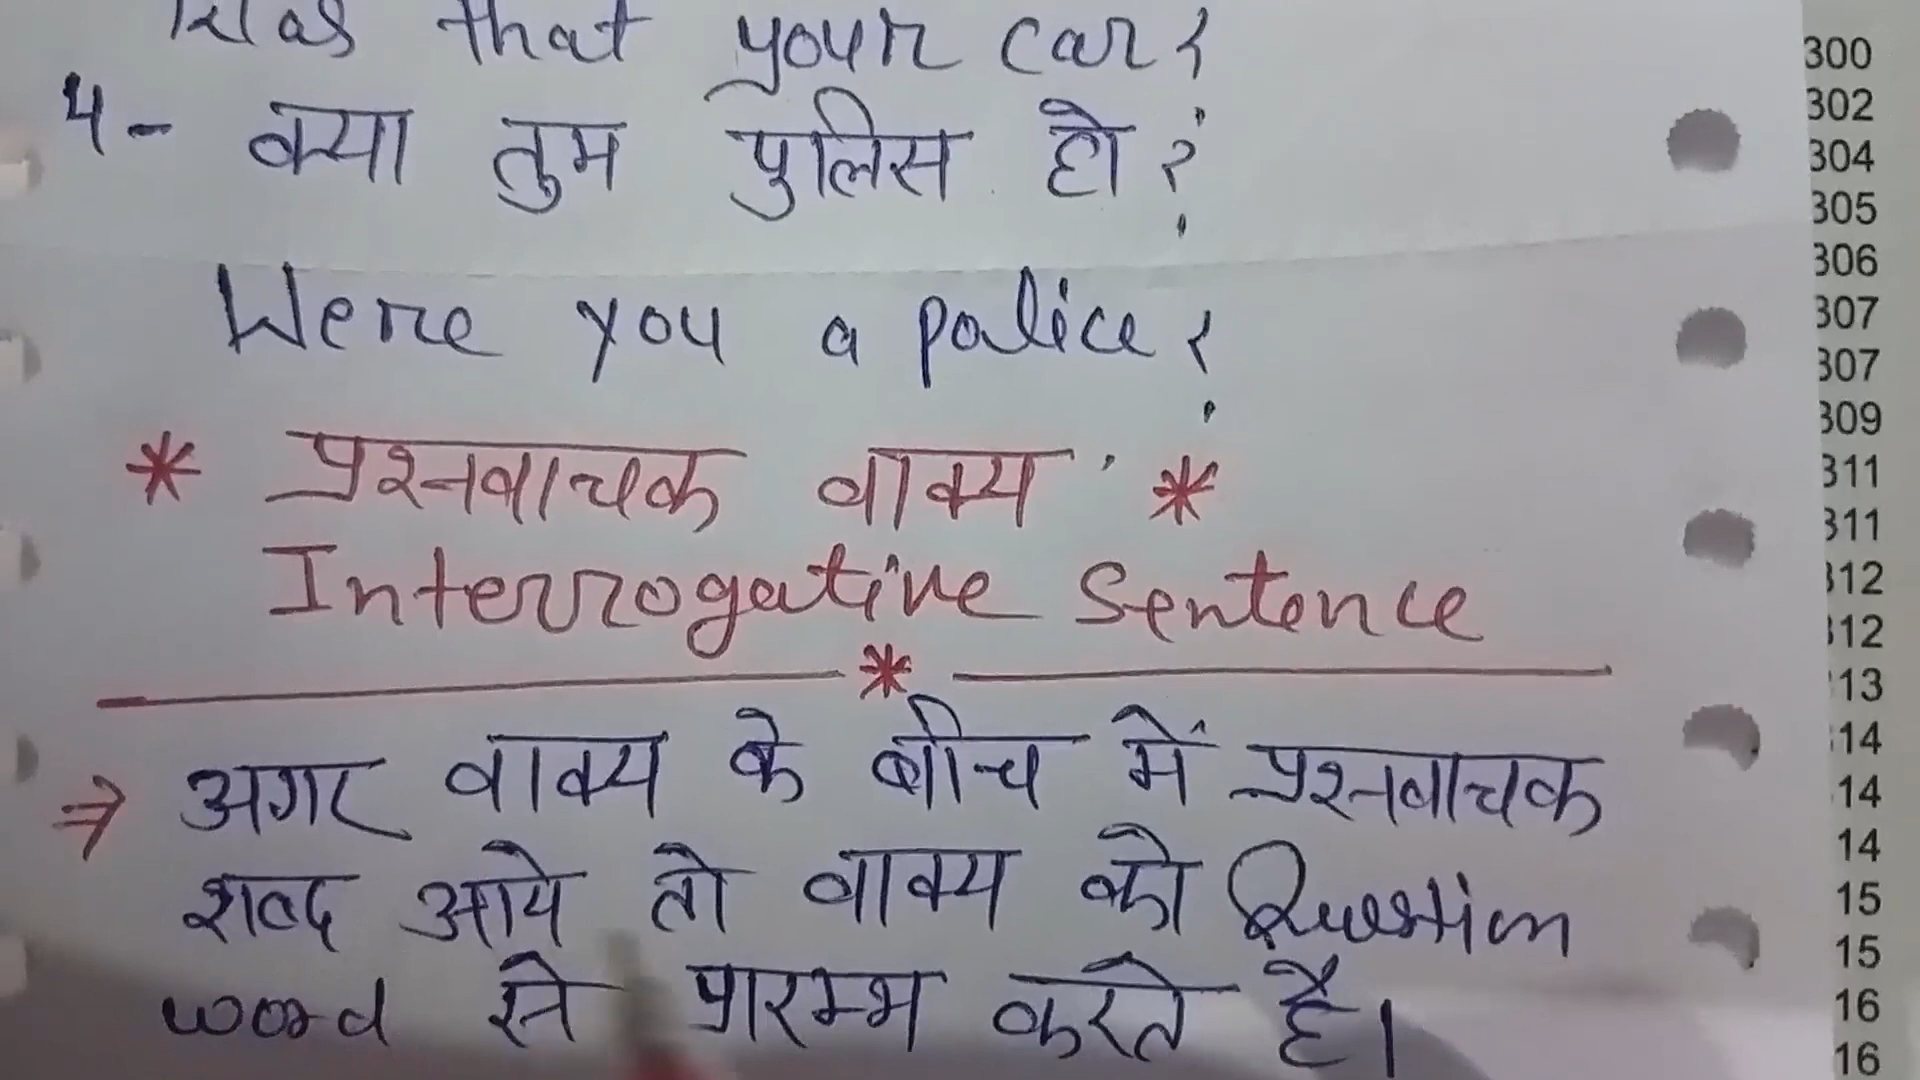 that your car?
4- क्या तुम पुलिस हो?
Were you a police?
* प्रश्नवाचक वाक्य *
Interrogative Sentence
*
⇒ अगर वाक्य के बीच में प्रश्नवाचक
शब्द आये तो वाक्य को Question
word से प्रारम्भ करते है।
300
302
304
305
306
307
307
309
311
311
312
312
13
14
14
14
15
15
16
16